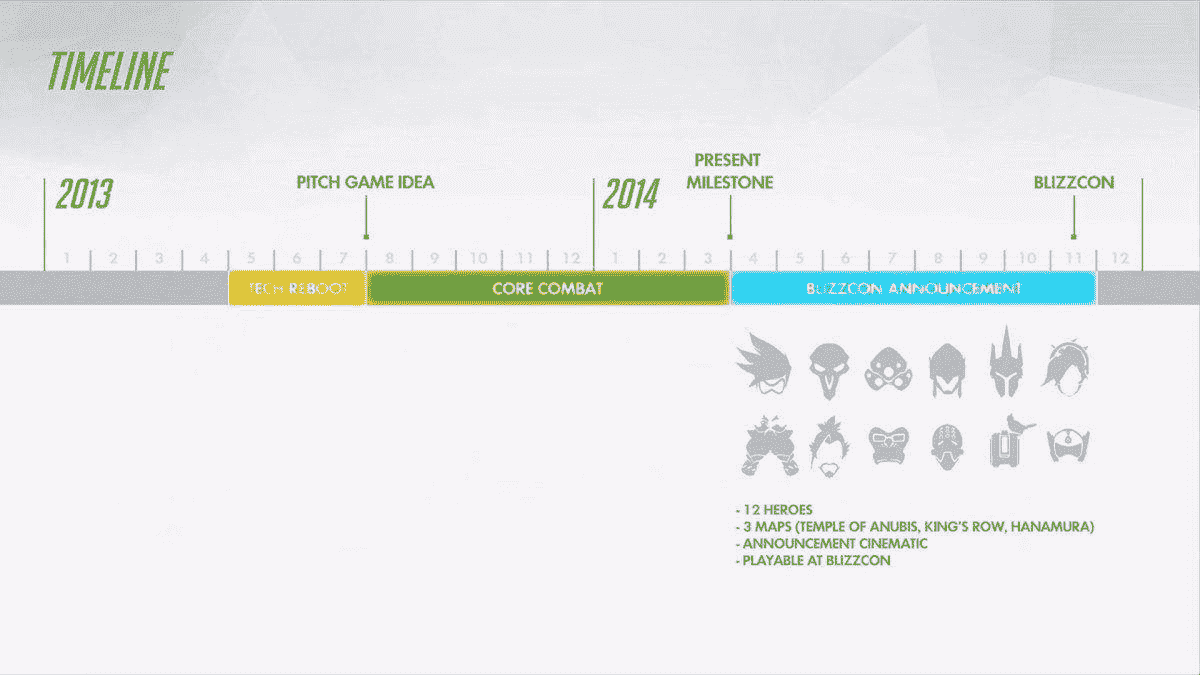 TIMELINE
PRESENT
2013 PITCH GAME IDEA 2014 MILESTONE BLIZZCON
1 2 3 4 5 6 7 8 9 10 11 12 1 2 3 4 5 6 7 8 9 10 11 12
TECH REBOOT CORE COMBAT BLIZZCON ANNOUNCEMENT
- 12 HEROES
- 3 MAPS (TEMPLE OF ANUBIS, KING'S ROW, HANAMURA)
- ANNOUNCEMENT CINEMATIC
- PLAYABLE AT BLIZZCON